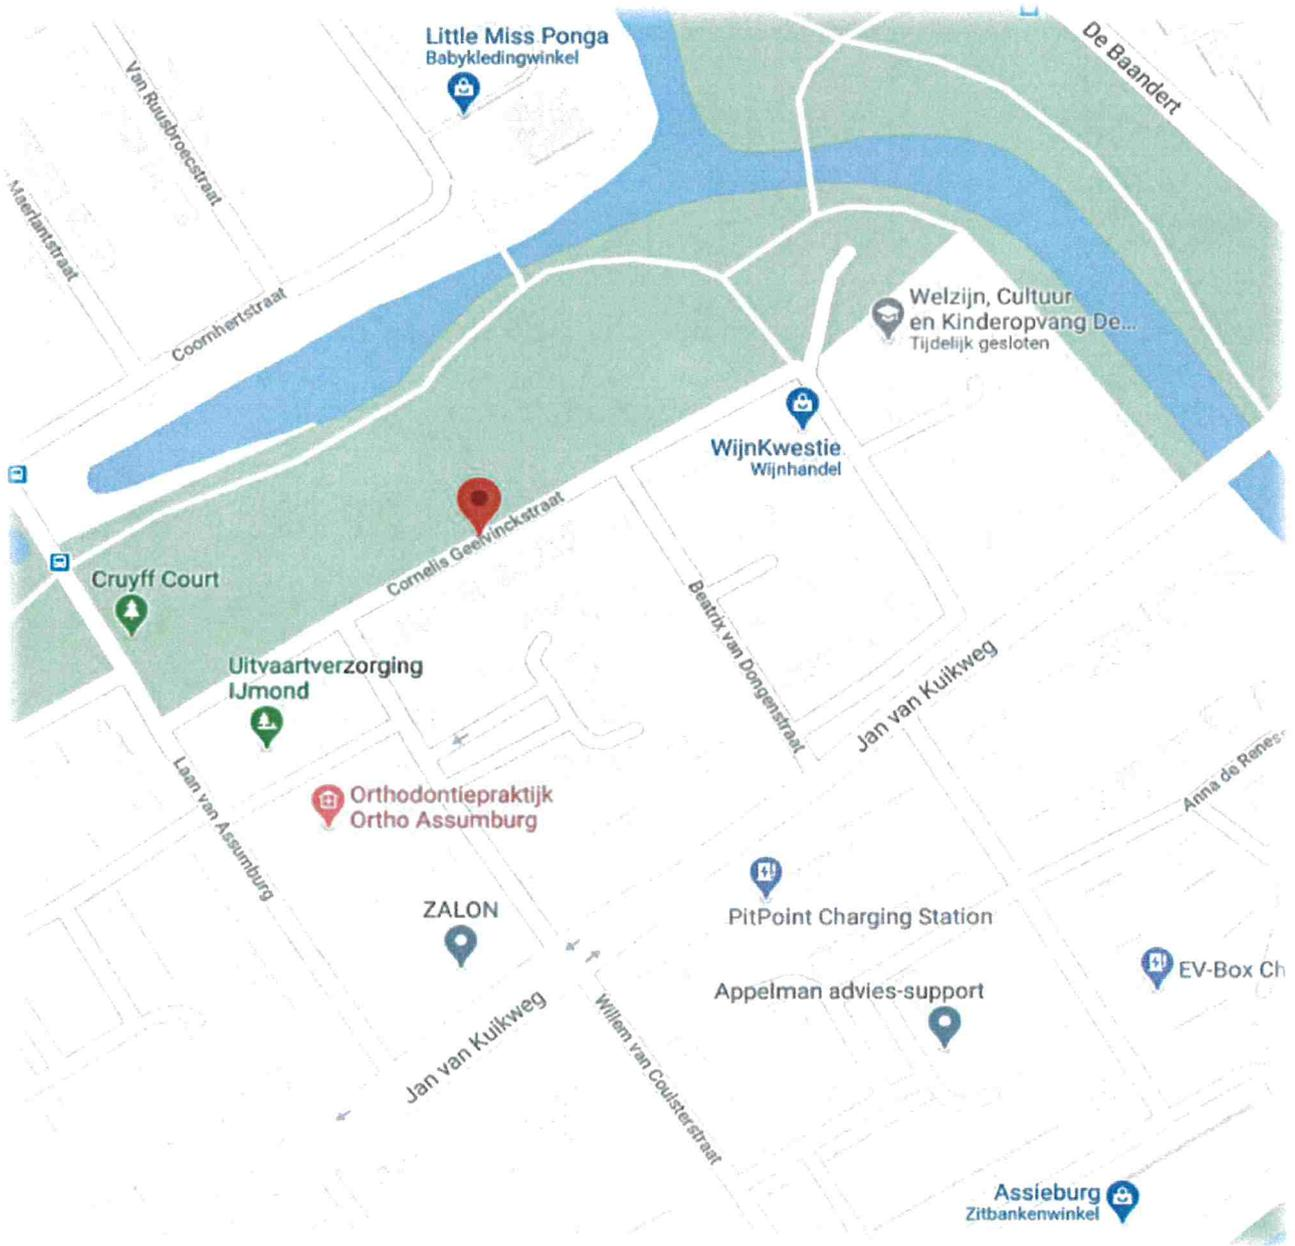 Little Miss Ponga
Babykledingwinkel
De Baandert
Van Ruusbroecstraat
Maerlantstraat
Coornhertstraat
Welzijn, Cultuur
en Kinderopvang De...
Tijdelijk gesloten
WijnKwestie
Wijnhandel
Cornelis Geelvinckstraat
Cruyff Court
Beatrix van Dongenstraat
Uitvaartverzorging
IJmond
Jan van Kuikweg
Laan van Assumburg
Anna de Renes
Orthodontiepraktijk
Ortho Assumburg
ZALON
PitPoint Charging Station
EV-Box Ch
Appelman advies-support
Jan van Kuikweg
Willem van Coulsterstraat
Assieburg
Zitbankenwinkel